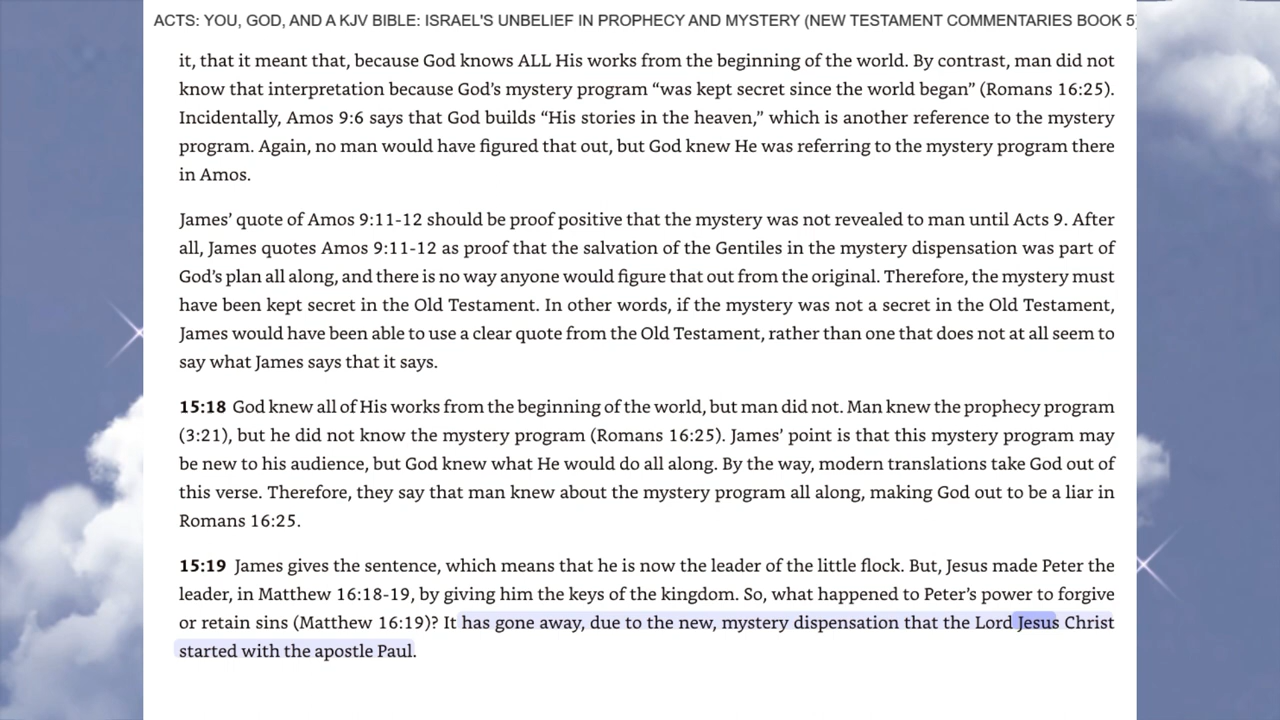 ACTS: YOU, GOD, AND A KJV BIBLE: ISRAEL'S UNBELIEF IN PROPHECY AND MYSTERY (NEW TESTAMENT COMMENTARIES BOOK 5)
it, that it meant that, because God knows ALL His works from the beginning of the world. By contrast, man did not
know that interpretation because God’s mystery program “was kept secret since the world began” (Romans 16:25).
Incidentally, Amos 9:6 says that God builds “His stories in the heaven,” which is another reference to the mystery
program. Again, no man would have figured that out, but God knew He was referring to the mystery program there
in Amos.
James’ quote of Amos 9:11-12 should be proof positive that the mystery was not revealed to man until Acts 9. After
all, James quotes Amos 9:11-12 as proof that the salvation of the Gentiles in the mystery dispensation was part of
God’s plan all along, and there is no way anyone would figure that out from the original. Therefore, the mystery must
have been kept secret in the Old Testament. In other words, if the mystery was not a secret in the Old Testament,
James would have been able to use a clear quote from the Old Testament, rather than one that does not at all seem to
say what James says that it says.
15:18 God knew all of His works from the beginning of the world, but man did not. Man knew the prophecy program
(3:21), but he did not know the mystery program (Romans 16:25). James’ point is that this mystery program may
be new to his audience, but God knew what He would do all along. By the way, modern translations take God out of
this verse. Therefore, they say that man knew about the mystery program all along, making God out to be a liar in
Romans 16:25.
15:19 James gives the sentence, which means that he is now the leader of the little flock. But, Jesus made Peter the
leader, in Matthew 16:18-19, by giving him the keys of the kingdom. So, what happened to Peter’s power to forgive
or retain sins (Matthew 16:19)? It has gone away, due to the new, mystery dispensation that the Lord Jesus Christ
started with the apostle Paul.